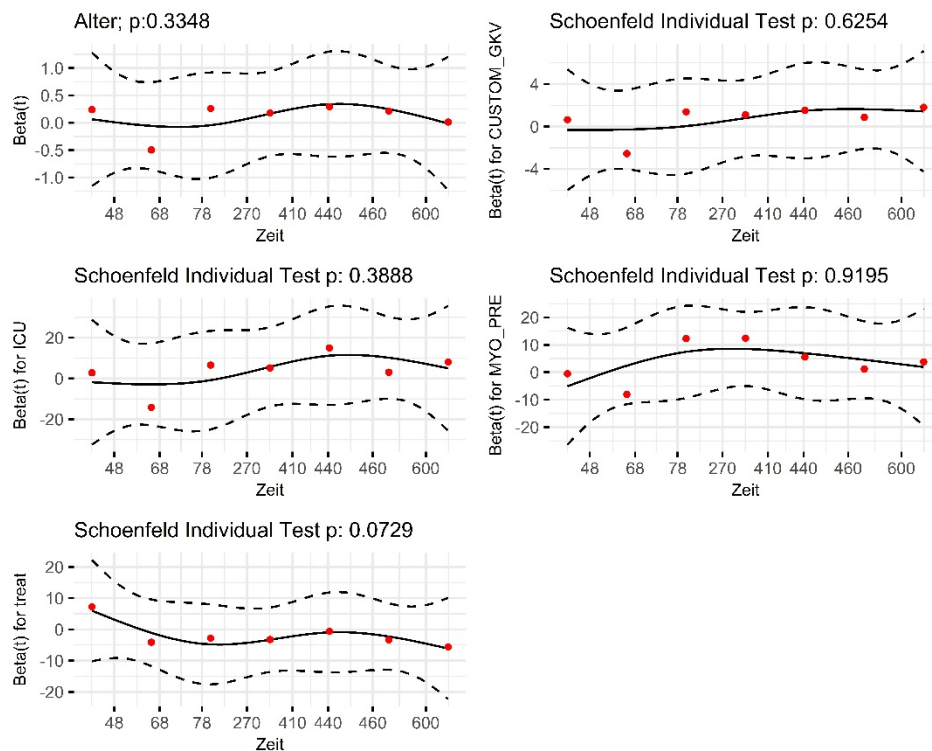 Alter; p:0.3348
Beta(t)
1.0
0.5
0.0
-0.5
-1.0
48 68 78 270 410 440 460 600
Zeit
Schoenfeld Individual Test p: 0.6254
Beta(t) for CUSTOM_GKV
4
0
-4
48 68 78 270 410 440 460 600
Zeit
Schoenfeld Individual Test p: 0.3888
Beta(t) for ICU
20
0
-20
48 68 78 270 410 440 460 600
Zeit
Schoenfeld Individual Test p: 0.9195
Beta(t) for MYO_PRE
20
10
0
-10
-20
48 68 78 270 410 440 460 600
Zeit
Schoenfeld Individual Test p: 0.0729
Beta(t) for treat
20
10
0
-10
-20
48 68 78 270 410 440 460 600
Zeit